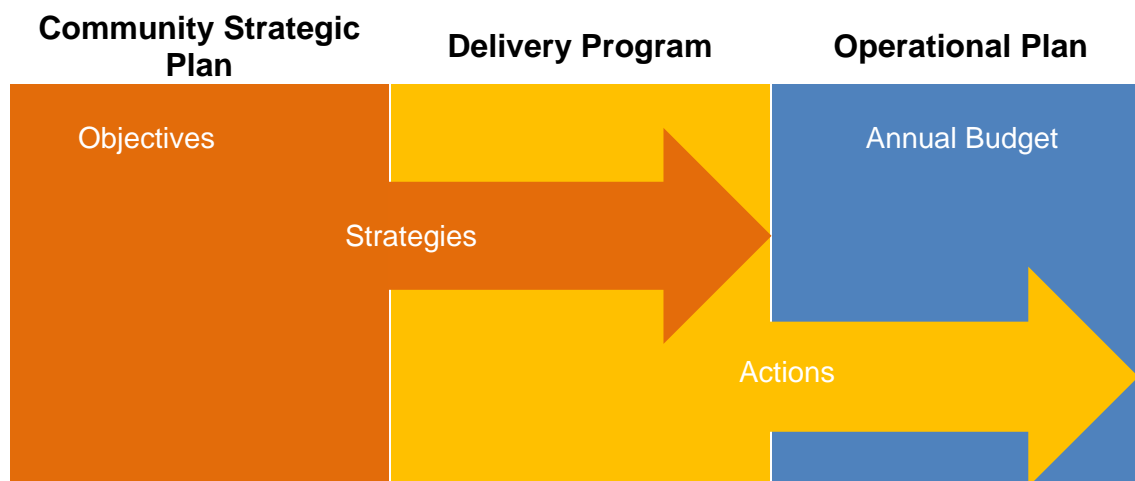 Community Strategic
Plan
Delivery Program
Operational Plan
Objectives
Annual Budget
Strategies
Actions